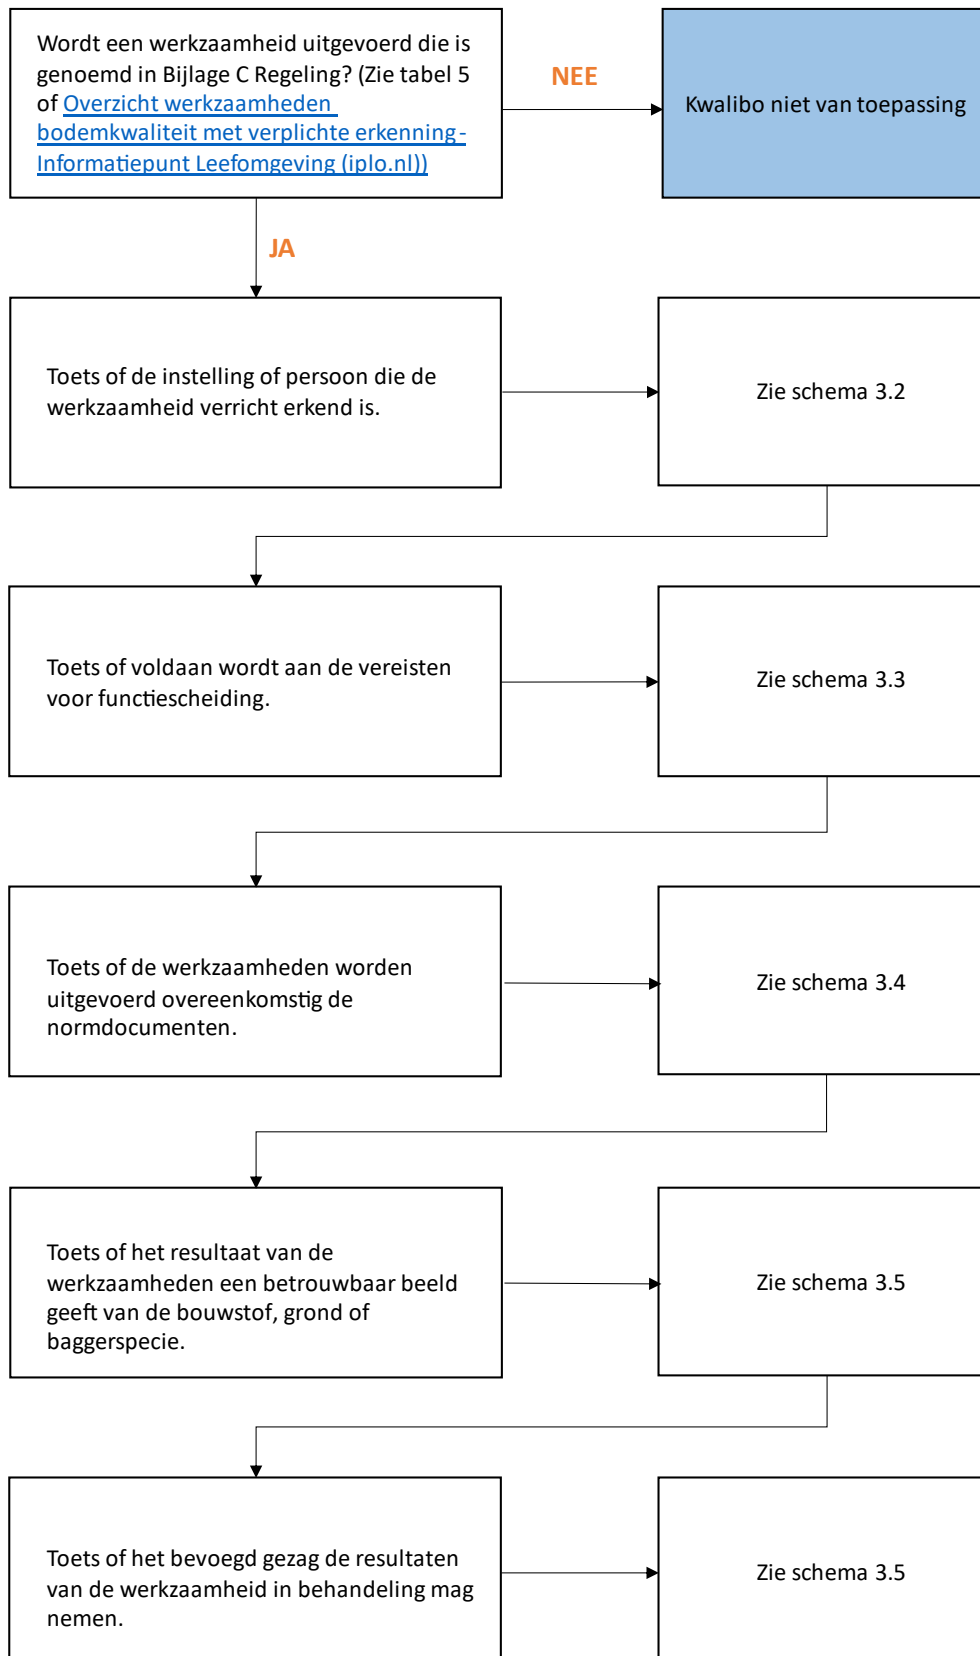 Wordt een werkzaamheid uitgevoerd die is
genoemd in Bijlage C Regeling? (Zie tabel 5
of Overzicht werkzaamheden
bodemkwaliteit met verplichte erkenning -
Informatiepunt Leefomgeving (iplo.nl))
NEE
Kwalibo niet van toepassing
JA
Toets of de instelling of persoon die de
werkzaamheid verricht erkend is.
Zie schema 3.2
Toets of voldaan wordt aan de vereisten
voor functiescheiding.
Zie schema 3.3
Toets of de werkzaamheden worden
uitgevoerd overeenkomstig de
normdocumenten.
Zie schema 3.4
Toets of het resultaat van de
werkzaamheden een betrouwbaar beeld
geeft van de bouwstof, grond of
baggerspecie.
Zie schema 3.5
Toets of het bevoegd gezag de resultaten
van de werkzaamheid in behandeling mag
nemen.
Zie schema 3.5